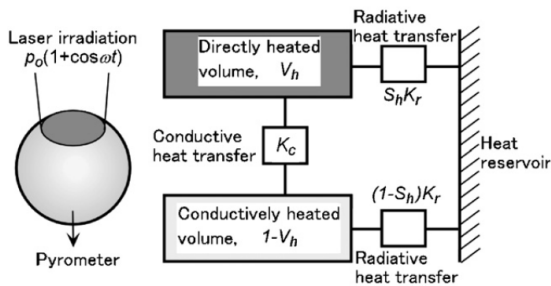 Laser irradiation
p₀(1+cosωt)
Pyrometer
Directly heated
volume, Vh
Radiative
heat transfer
ShKr
Conductive
heat transfer
Kc
Heat
reservoir
Conductively heated
volume, 1-Vh
(1-Sh)Kr
Radiative
heat transfer